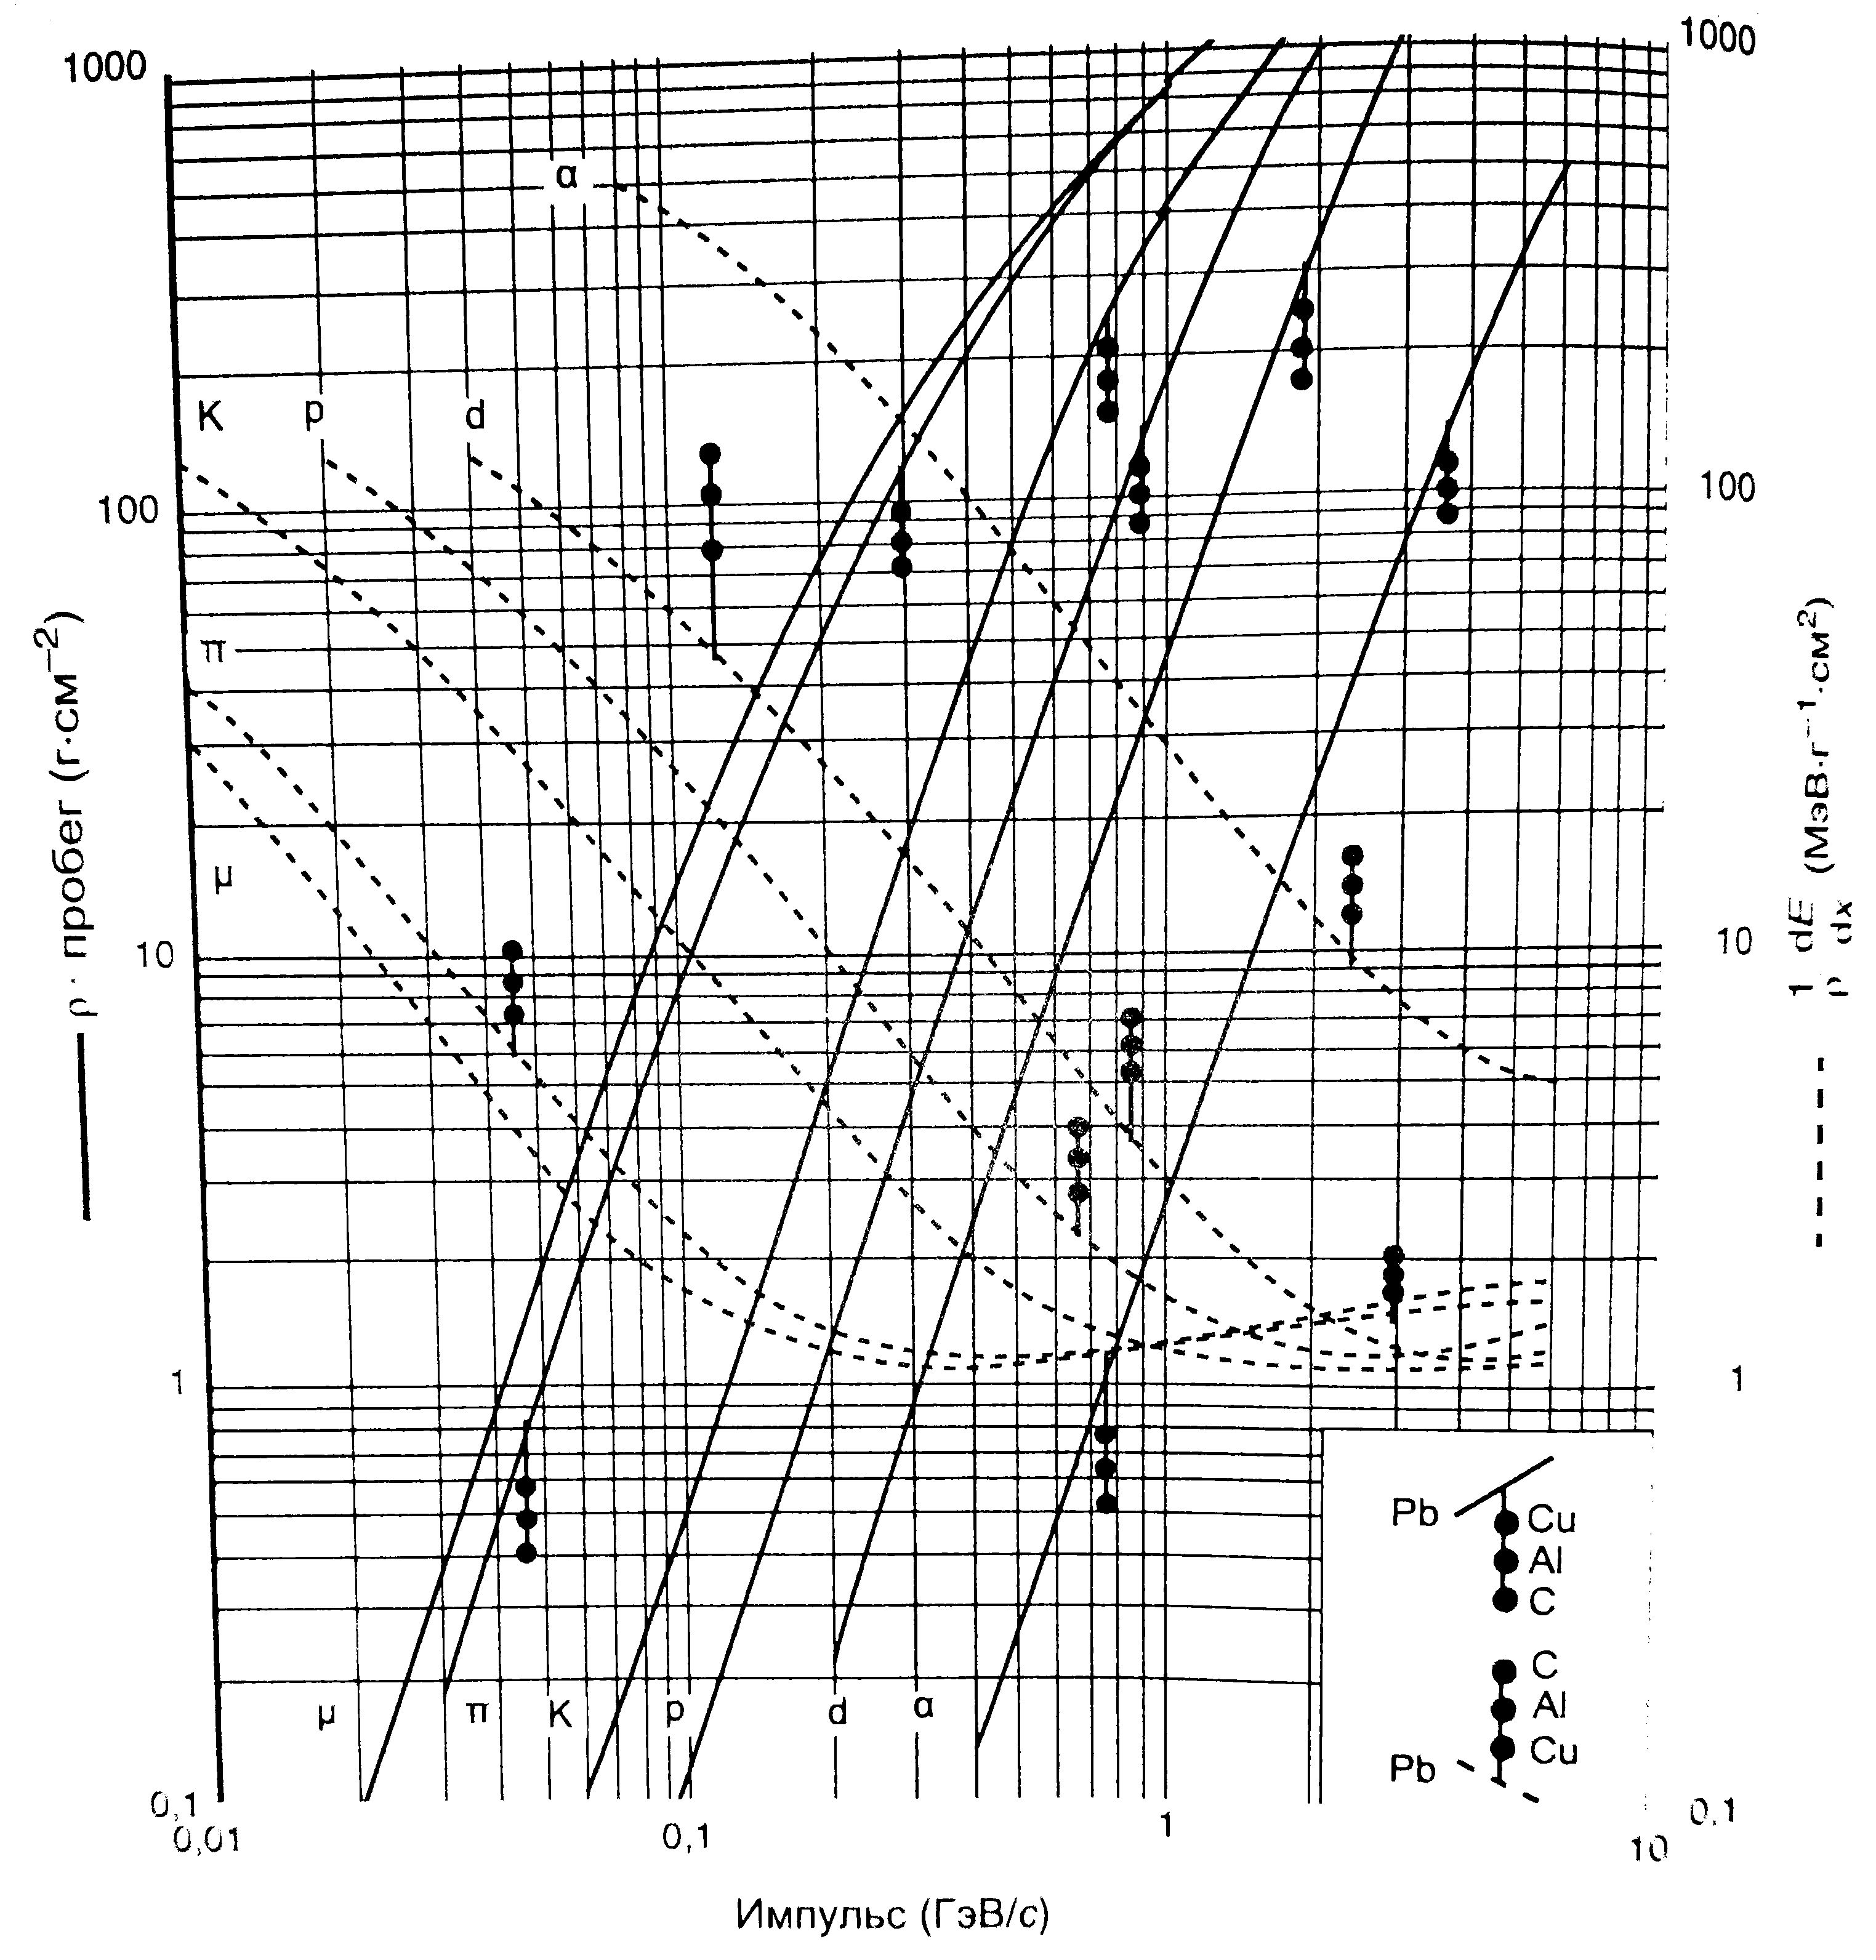 1000
1000
α
K p d
100
100
π
μ
10
10
1
1
ρ · пробег (г·см⁻²)
1 dE (МэВ·г⁻¹·см²)
ρ dx
Pb Cu
Al
C
C
Al
Pb Cu
μ π K p d α
0,1
0,1
0,01
0,1
1
10
Импульс (ГэВ/c)